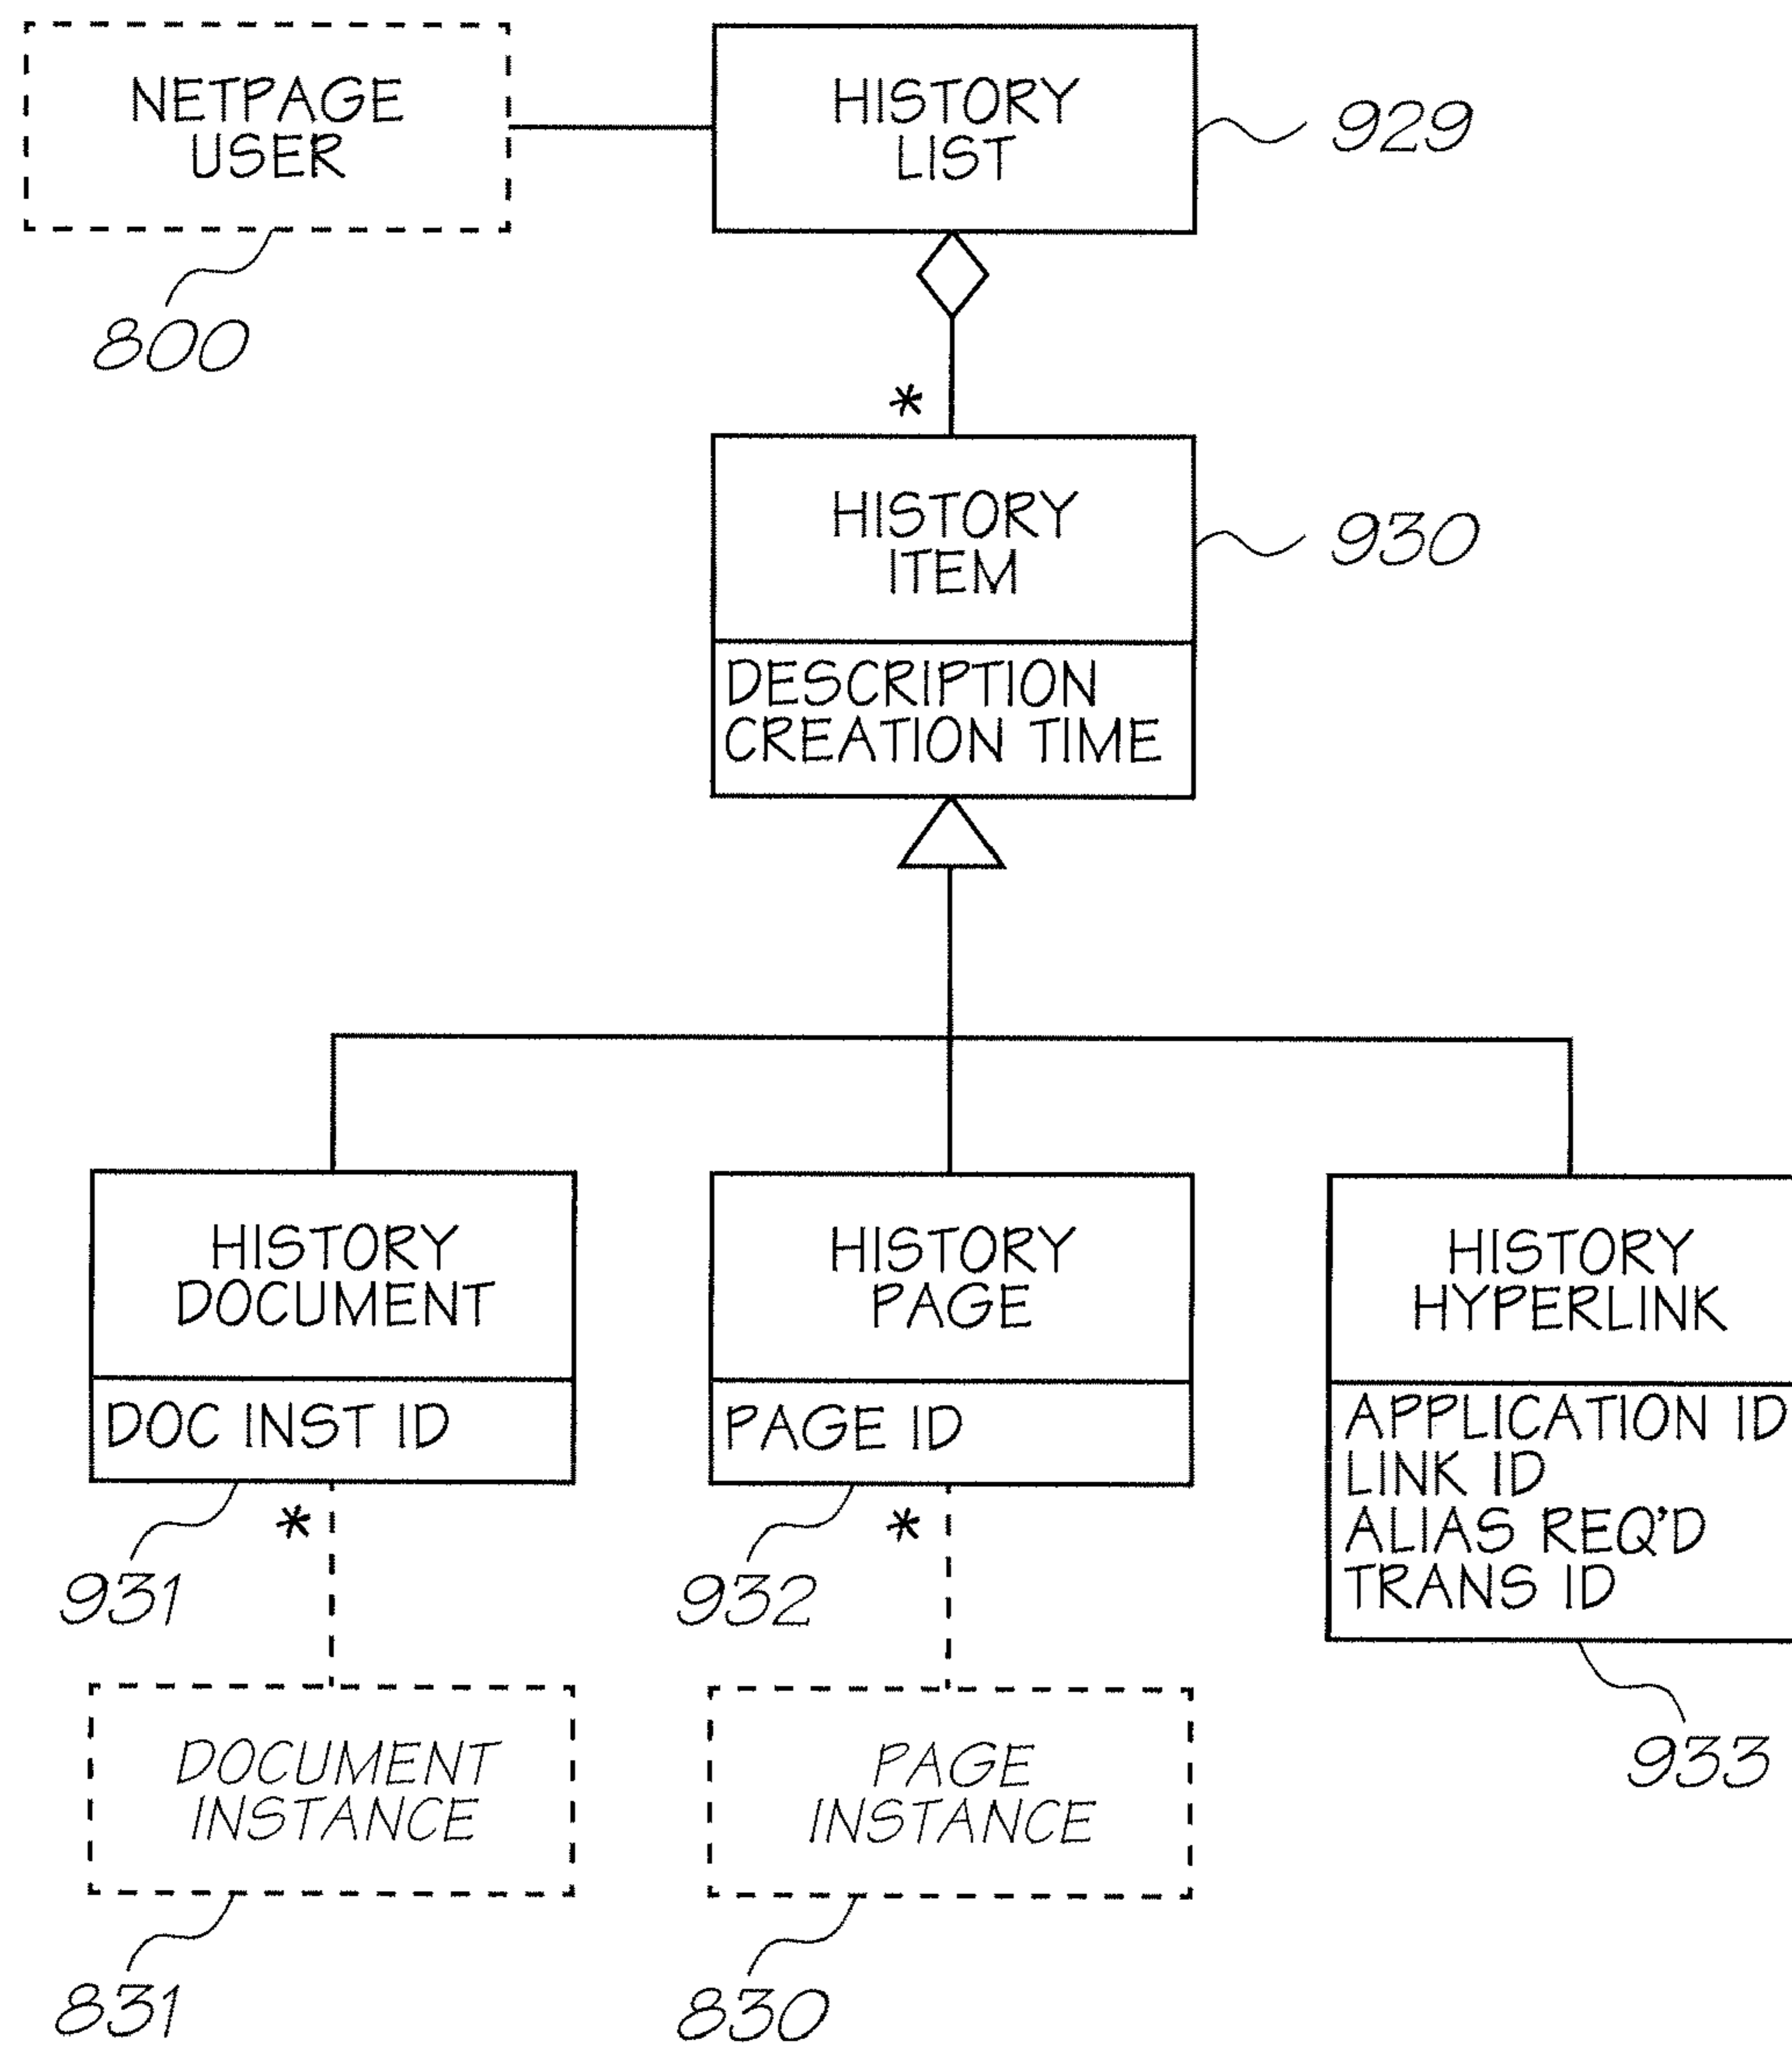 NETPAGE
USER
HISTORY
LIST
929
800
*
HISTORY
ITEM
930
DESCRIPTION
CREATION TIME
HISTORY
DOCUMENT
DOC INST ID
HISTORY
PAGE
PAGE ID
HISTORY
HYPERLINK
APPLICATION ID
LINK ID
ALIAS REQ'D
TRANS ID
*
931
*
932
933
DOCUMENT
INSTANCE
PAGE
INSTANCE
831
830